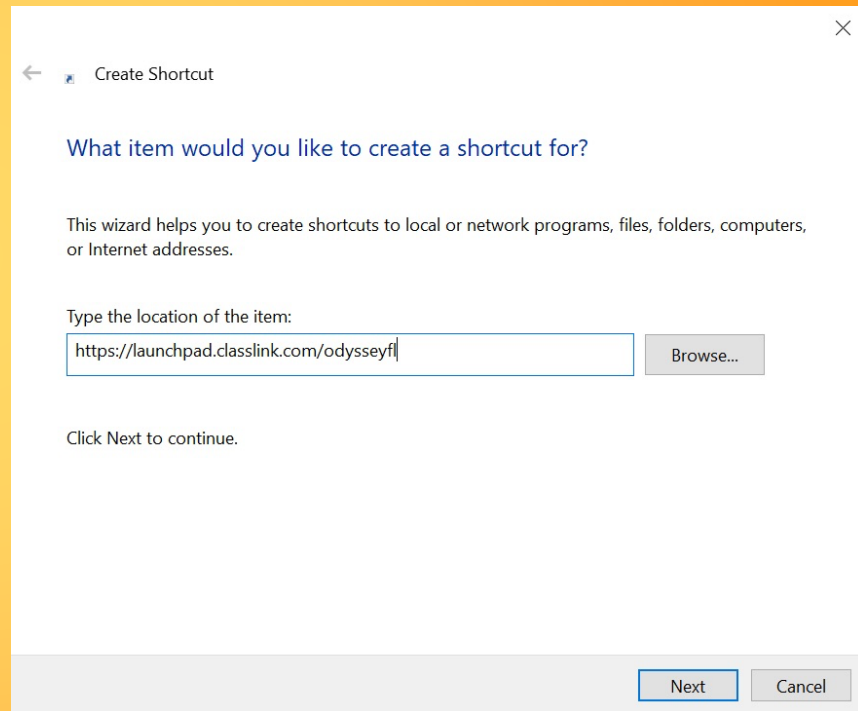 Create Shortcut
What item would you like to create a shortcut for?
This wizard helps you to create shortcuts to local or network programs, files, folders, computers,
or Internet addresses.
Type the location of the item:
https://launchpad.classlink.com/odysseyfl
Browse...
Click Next to continue.
Next
Cancel